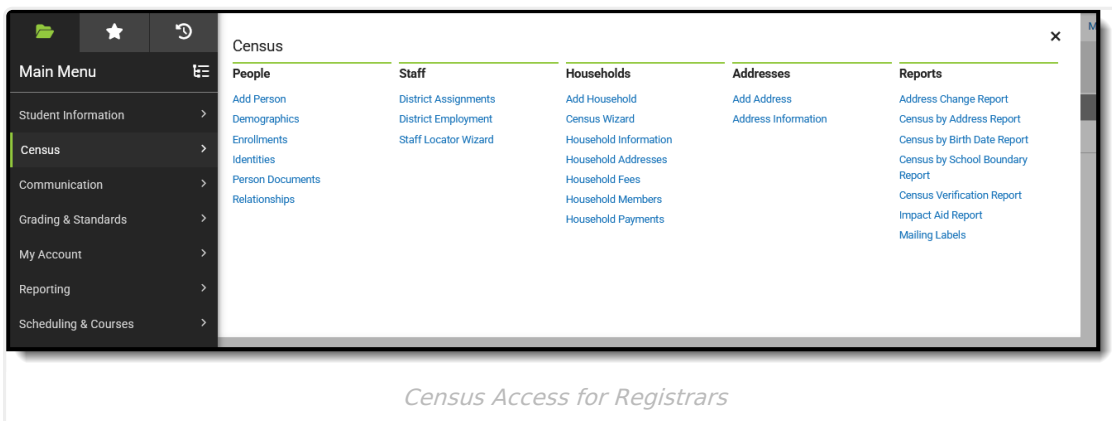 Census
Main Menu
Student Information
Census
Communication
Grading & Standards
My Account
Reporting
Scheduling & Courses
People
Add Person
Demographics
Enrollments
Identities
Person Documents
Relationships
Staff
District Assignments
District Employment
Staff Locator Wizard
Households
Add Household
Census Wizard
Household Information
Household Addresses
Household Fees
Household Members
Household Payments
Addresses
Add Address
Address Information
Reports
Address Change Report
Census by Address Report
Census by Birth Date Report
Census by School Boundary
Report
Census Verification Report
Impact Aid Report
Mailing Labels
Census Access for Registrars